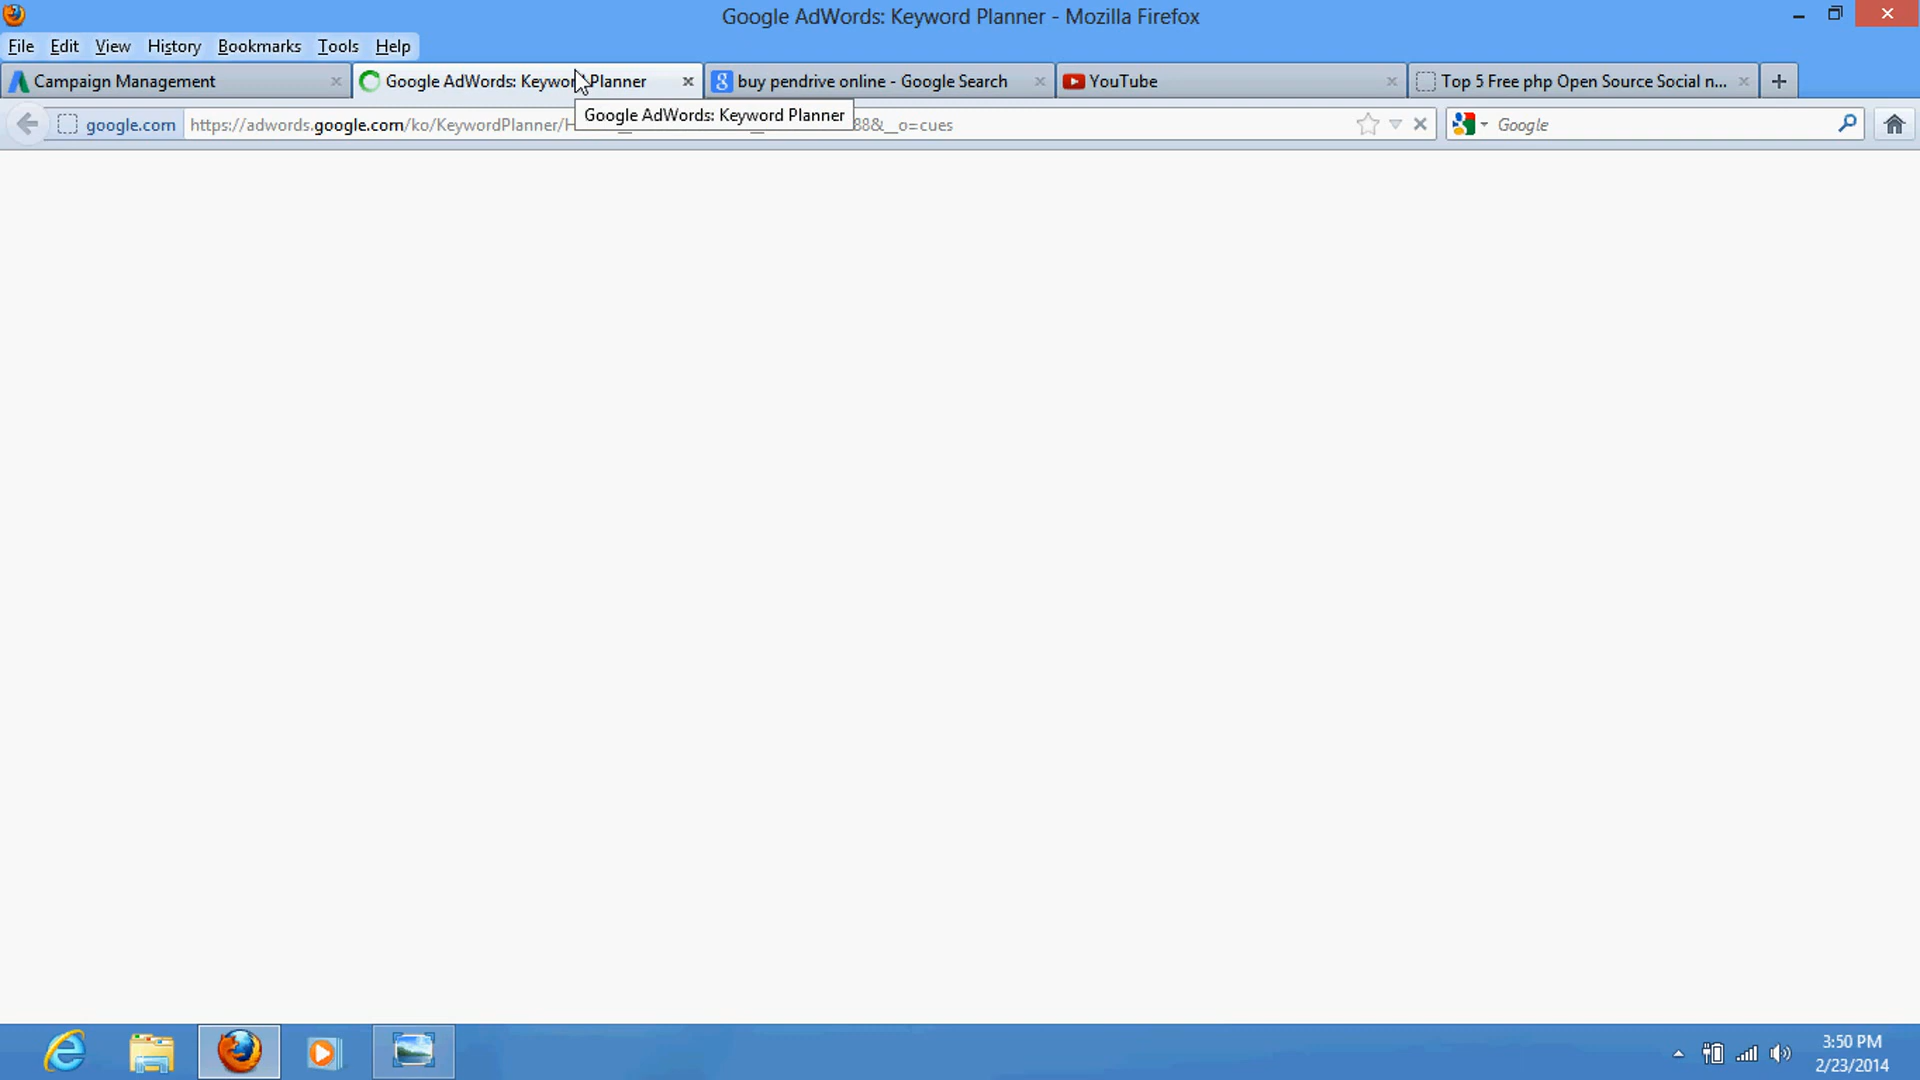 Google AdWords: Keyword Planner - Mozilla Firefox
File Edit View History Bookmarks Tools Help
Campaign Management
Google AdWords: Keyword Planner
buy pendrive online - Google Search
YouTube
Top 5 Free php Open Source Social n...
google.com
https://adwords.google.com/ko/KeywordPlanner/H
88&__o=cues
Google
Google AdWords: Keyword Planner
3:50 PM
2/23/2014